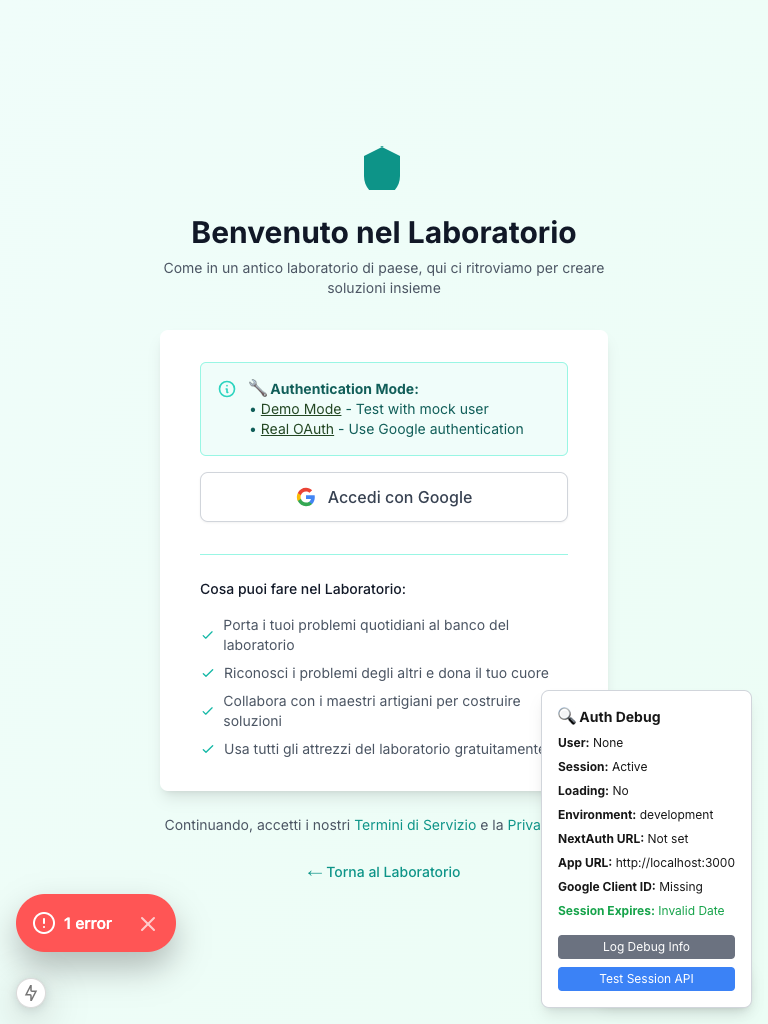 Benvenuto nel Laboratorio
Come in un antico laboratorio di paese, qui ci ritroviamo per creare
soluzioni insieme
🔧 Authentication Mode:
• Demo Mode - Test with mock user
• Real OAuth - Use Google authentication
Accedi con Google
Cosa puoi fare nel Laboratorio:
Porta i tuoi problemi quotidiani al banco del
laboratorio
Riconosci i problemi degli altri e dona il tuo cuore
Collabora con i maestri artigiani per costruire
soluzioni
Usa tutti gli attrezzi del laboratorio gratuitamente
Continuando, accetti i nostri Termini di Servizio e la
← Torna al Laboratorio
🔍 Auth Debug
User: None
Session: Active
Loading: No
Environment: development
NextAuth URL: Not set
App URL: http://localhost:3000
Google Client ID: Missing
Session Expires: Invalid Date
Log Debug Info
Test Session API
1 error